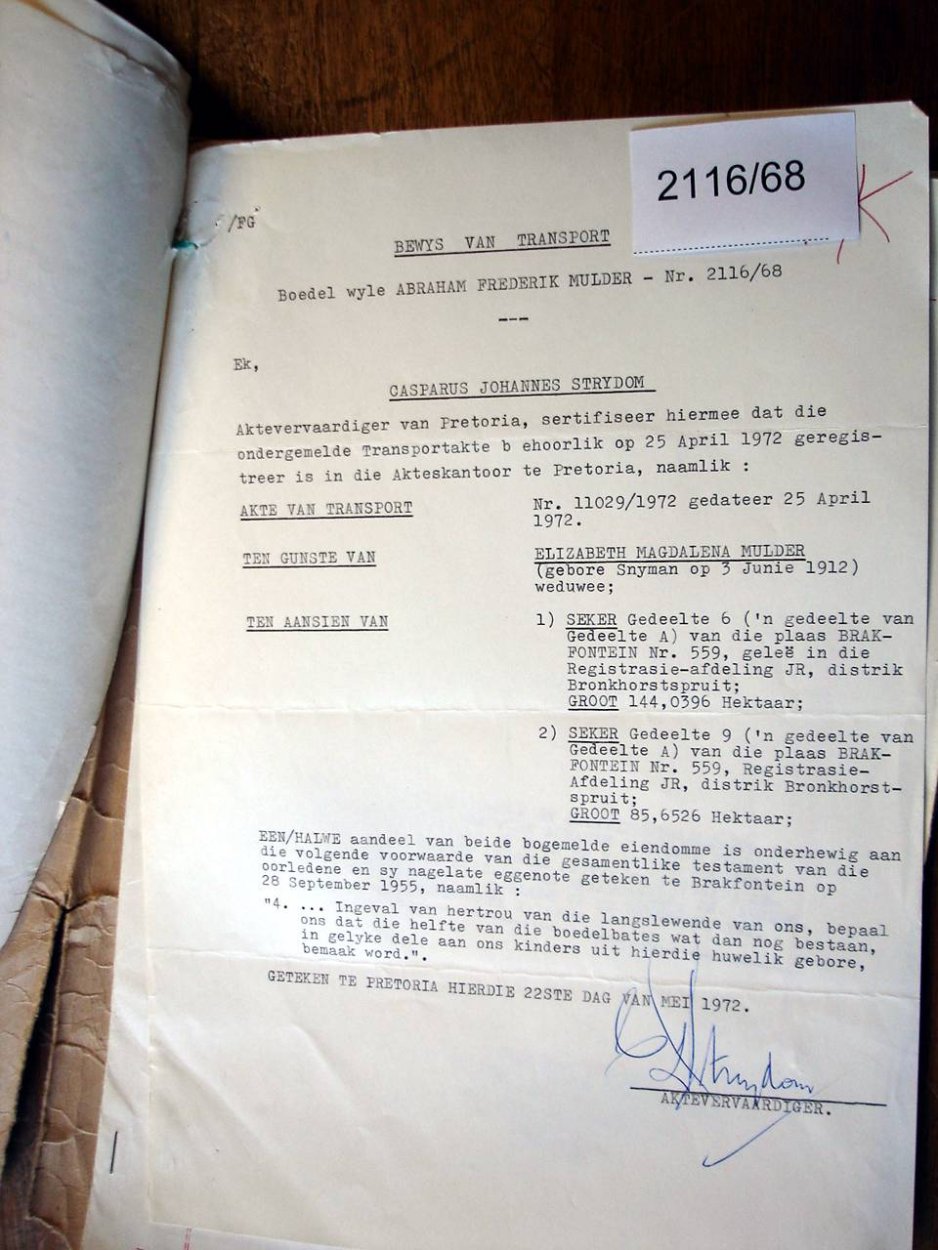 2116/68
/FG
BEWYS VAN TRANSPORT
Boedel wyle ABRAHAM FREDERIK MULDER - Nr. 2116/68
---
Ek,
CASPARUS JOHANNES STRYDOM
Aktevervaardiger van Pretoria, sertifiseer hiermee dat die
ondergemelde Transportakte b ehoorlik op 25 April 1972 geregis-
treer is in die Akteskantoor te Pretoria, naamlik :
AKTE VAN TRANSPORT Nr. 11029/1972 gedateer 25 April
1972.
TEN GUNSTE VAN ELIZABETH MAGDALENA MULDER
(gebore Snyman op 3 Junie 1912)
weduwee;
TEN AANSIEN VAN 1) SEKER Gedeelte 6 ('n gedeelte van
Gedeelte A) van die plaas BRAK-
FONTEIN Nr. 559, geleë in die
Registrasie-afdeling JR, distrik
Bronkhorstspruit;
GROOT 144,0396 Hektaar;
2) SEKER Gedeelte 9 ('n gedeelte van
Gedeelte A) van die plaas BRAK-
FONTEIN Nr. 559, Registrasie-
Afdeling JR, distrik Bronkhorst-
spruit;
GROOT 85,6526 Hektaar;
EEN/HALWE aandeel van beide bogemelde eiendomme is onderhewig aan
die volgende voorwaarde van die gesamentlike testament van die
oorledene en sy nagelate eggenote geteken te Brakfontein op
28 September 1955, naamlik :
"4. ... Ingeval van hertrou van die langslewende van ons, bepaal
ons dat die helfte van die boedelbates wat dan nog bestaan,
in gelyke dele aan ons kinders uit hierdie huwelik gebore,
bemaak word.".
GETEKEN TE PRETORIA HIERDIE 22STE DAG VAN MEI 1972.
CJ Strydom
AKTEVERVAARDIGER.